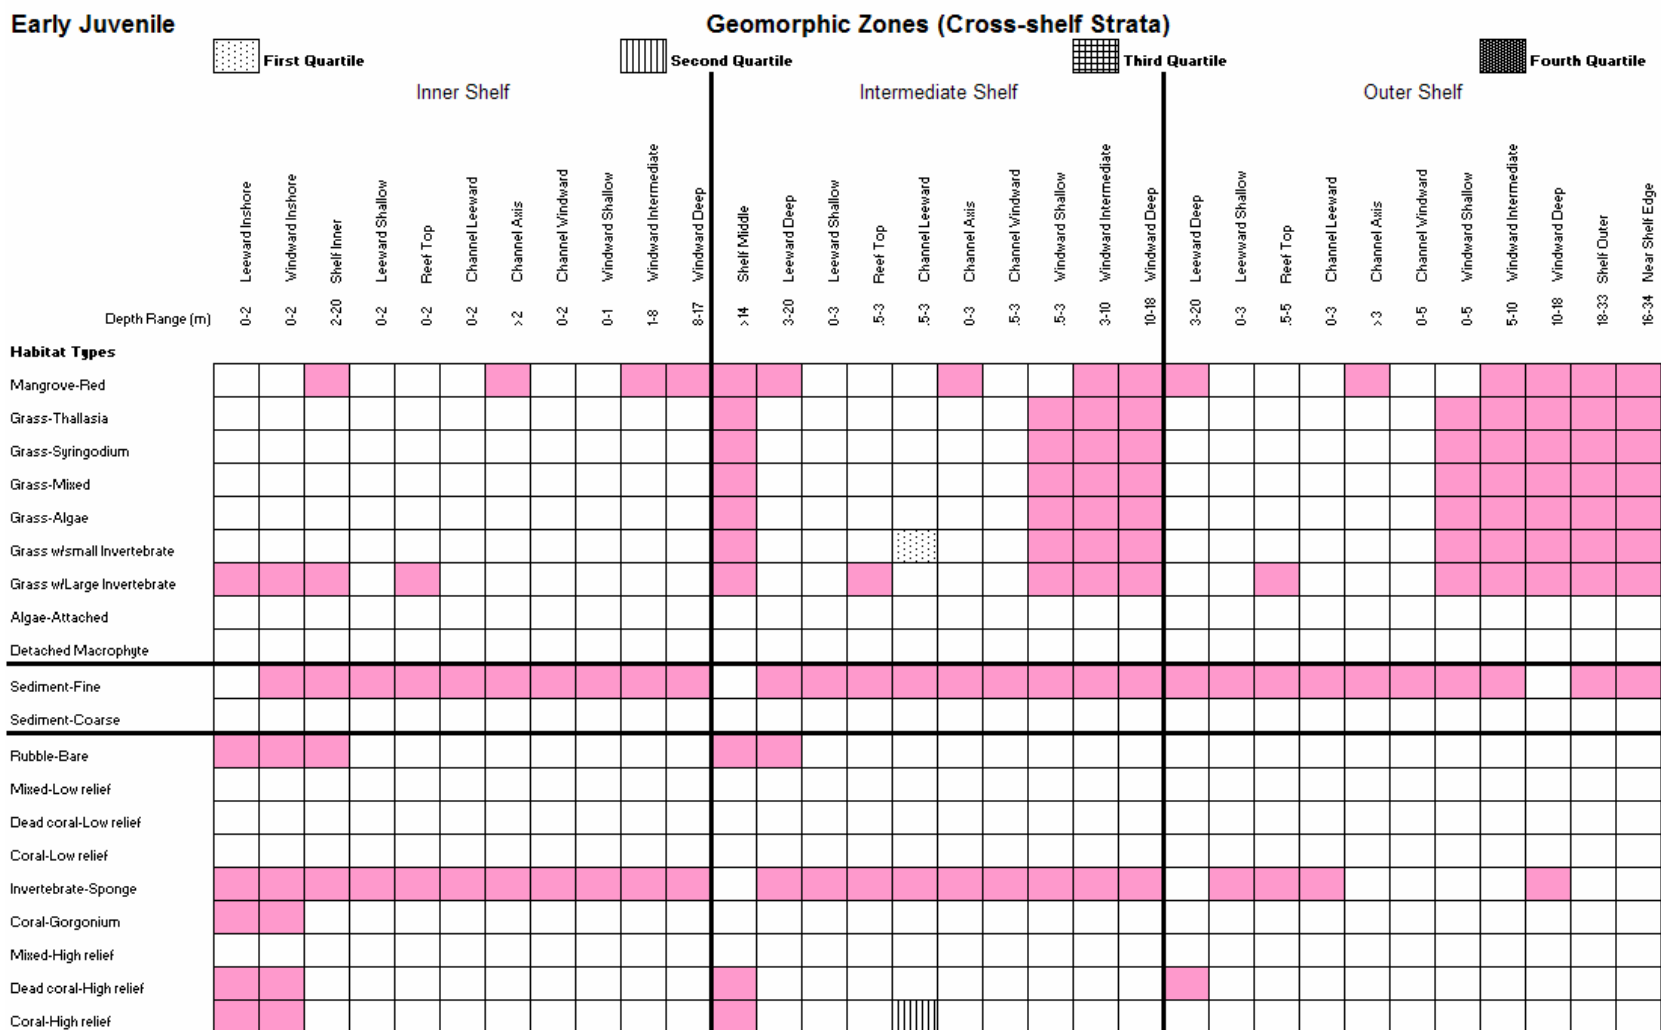 Early Juvenile
Geomorphic Zones (Cross-shelf Strata)
First Quartile
Second Quartile
Third Quartile
Fourth Quartile
Inner Shelf
Intermediate Shelf
Outer Shelf
Leeward Inshore
Windward Inshore
Shelf Inner
Leeward Shallow
Reef Top
Channel Leeward
Channel Axis
Channel Windward
Windward Shallow
Windward Intermediate
Windward Deep
Shelf Middle
Leeward Deep
Leeward Shallow
Reef Top
Channel Leeward
Channel Axis
Channel Windward
Windward Shallow
Windward Intermediate
Windward Deep
Leeward Deep
Leeward Shallow
Reef Top
Channel Leeward
Channel Axis
Channel Windward
Windward Shallow
Windward Intermediate
Windward Deep
Shelf Outer
Near Shelf Edge
Depth Range (m) 0-2 0-2 2-20 0-2 0-2 0-2 >2 0-2 0-1 1-8 8-17 >14 3-20 0-3 .5-3 .5-3 0-3 .5-3 .5-3 3-10 10-18 3-20 0-3 .5-5 0-3 >3 0-5 0-5 5-10 10-18 18-33 16-34
Habitat Types
Mangrove-Red
Grass-Thallasia
Grass-Syringodium
Grass-Mixed
Grass-Algae
Grass w/small Invertebrate
Grass w/Large Invertebrate
Algae-Attached
Detached Macrophyte
Sediment-Fine
Sediment-Coarse
Rubble-Bare
Mixed-Low relief
Dead coral-Low relief
Coral-Low relief
Invertebrate-Sponge
Coral-Gorgonium
Mixed-High relief
Dead coral-High relief
Coral-High relief